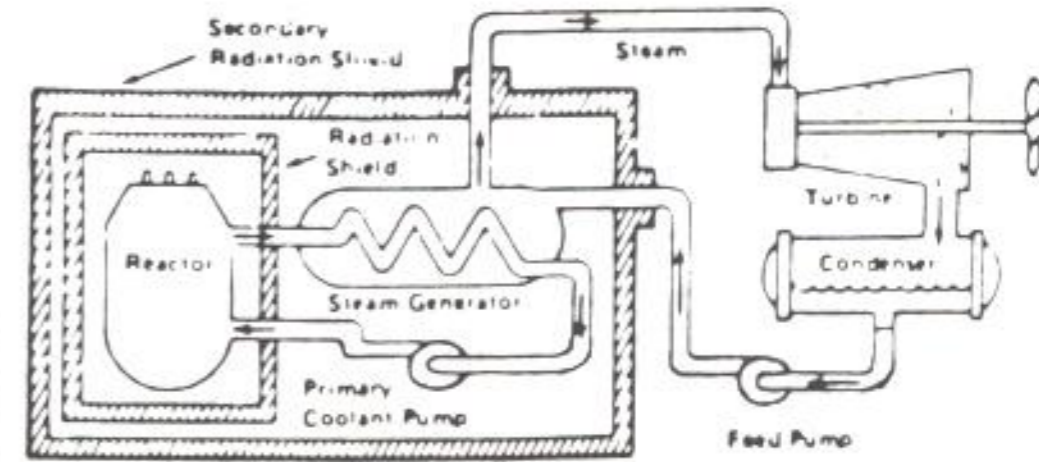 Secondary
Radiation Shield
Steam
Radiation
Shield
Turbine
Reactor
Condenser
Steam Generator
Primary
Coolant Pump
Feed Pump